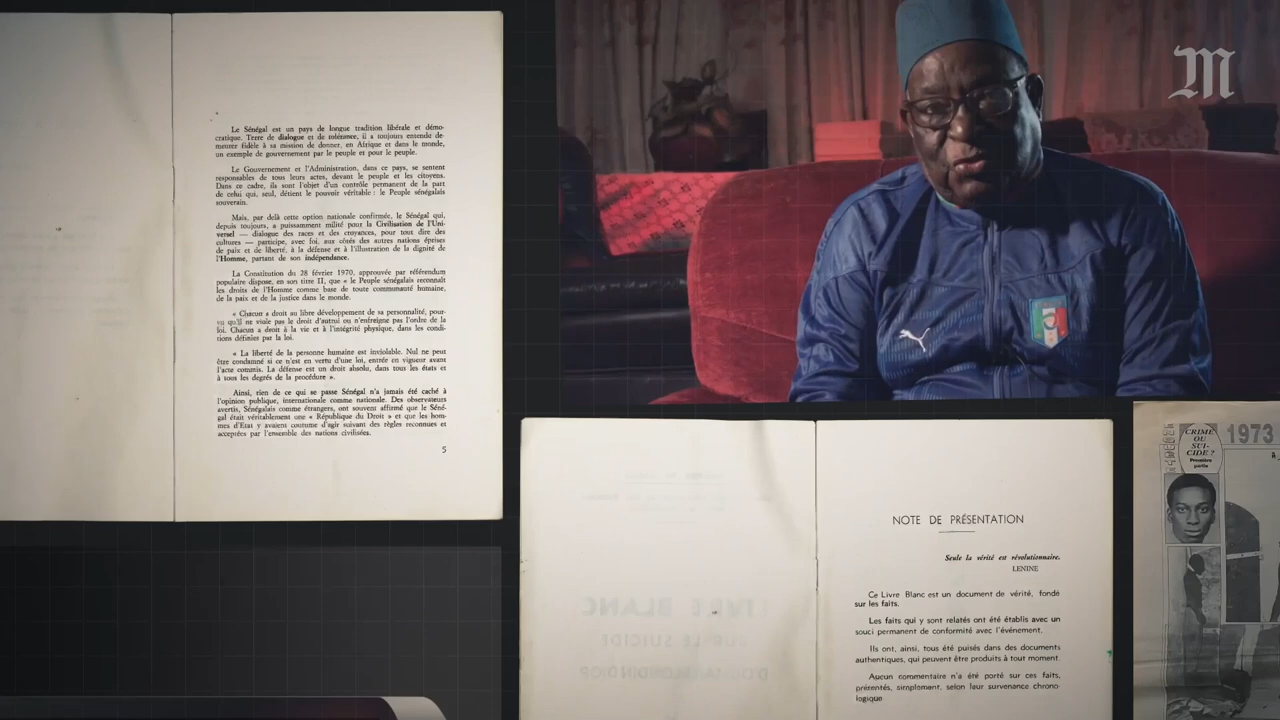 Le Sénégal est un pays de longue tradition libérale et démo-
cratique. Terre de dialogue et de tolérance, il a toujours entendu de-
meurer fidèle à sa mission de donner, en Afrique et dans le monde,
un exemple de gouvernement par le peuple et pour le peuple.
Le Gouvernement et l'Administration, dans ce pays, se sentent
responsables de tous leurs actes, devant le peuple et les citoyens.
Dans ce cadre, ils sont l'objet d'un contrôle permanent de la part
de celui qui, seul, détient le pouvoir véritable : le Peuple sénégalais
souverain.
Mais, par delà cette option nationale confirmée, le Sénégal qui,
depuis toujours, a puissamment milité pour la Civilisation de l'Uni-
versel — dialogue des races et des croyances, pour tout dire des
cultures — participe, avec foi, aux côtés des autres nations éprises
de paix et de liberté, à la défense et à l'illustration de la dignité de
l'Homme, partant de son indépendance.
La Constitution du 28 février 1970, approuvée par référendum
populaire dispose, en son titre II, que « le Peuple sénégalais reconnaît
les droits de l'Homme comme base de toute communauté humaine,
de la paix et de la justice dans le monde.
« Chacun a droit au libre développement de sa personnalité, pour-
vu qu'il ne viole pas le droit d'autrui ou n'enfreigne pas l'ordre de la
loi. Chacun a droit à la vie et à l'intégrité physique, dans les condi-
tions définies par la loi.
« La liberté de la personne humaine est inviolable. Nul ne peut
être condamné si ce n'est en vertu d'une loi, entrée en vigueur avant
l'acte commis. La défense est un droit absolu, dans tous les états et
à tous les degrés de la procédure ».
Ainsi, rien de ce qui se passe Sénégal n'a jamais été caché à
l'opinion publique, internationale comme nationale. Des observateurs
avertis, Sénégalais comme étrangers, ont souvent affirmé que le Séné-
gal était véritablement une « République du Droit » et que les hom-
mes d'Etat y avaient coutume d'agir suivant des règles reconnues et
acceptées par l'ensemble des nations civilisées.
5
M
NOTE DE PRÉSENTATION
Seule la vérité est révolutionnaire.
LENINE
Ce Livre Blanc est un document de vérité, fondé
sur les faits.
Les faits qui y sont relatés ont été établis avec un
souci permanent de conformité avec l'événement.
Ils ont, ainsi, tous été puisés dans des documents
authentiques, qui peuvent être produits à tout moment.
Aucun commentaire n'a été porté sur ces faits,
présentés, simplement, selon leur survenance chrono-
logique
CRIME
OU
SUI-
CIDE ?
Première
partie
1973